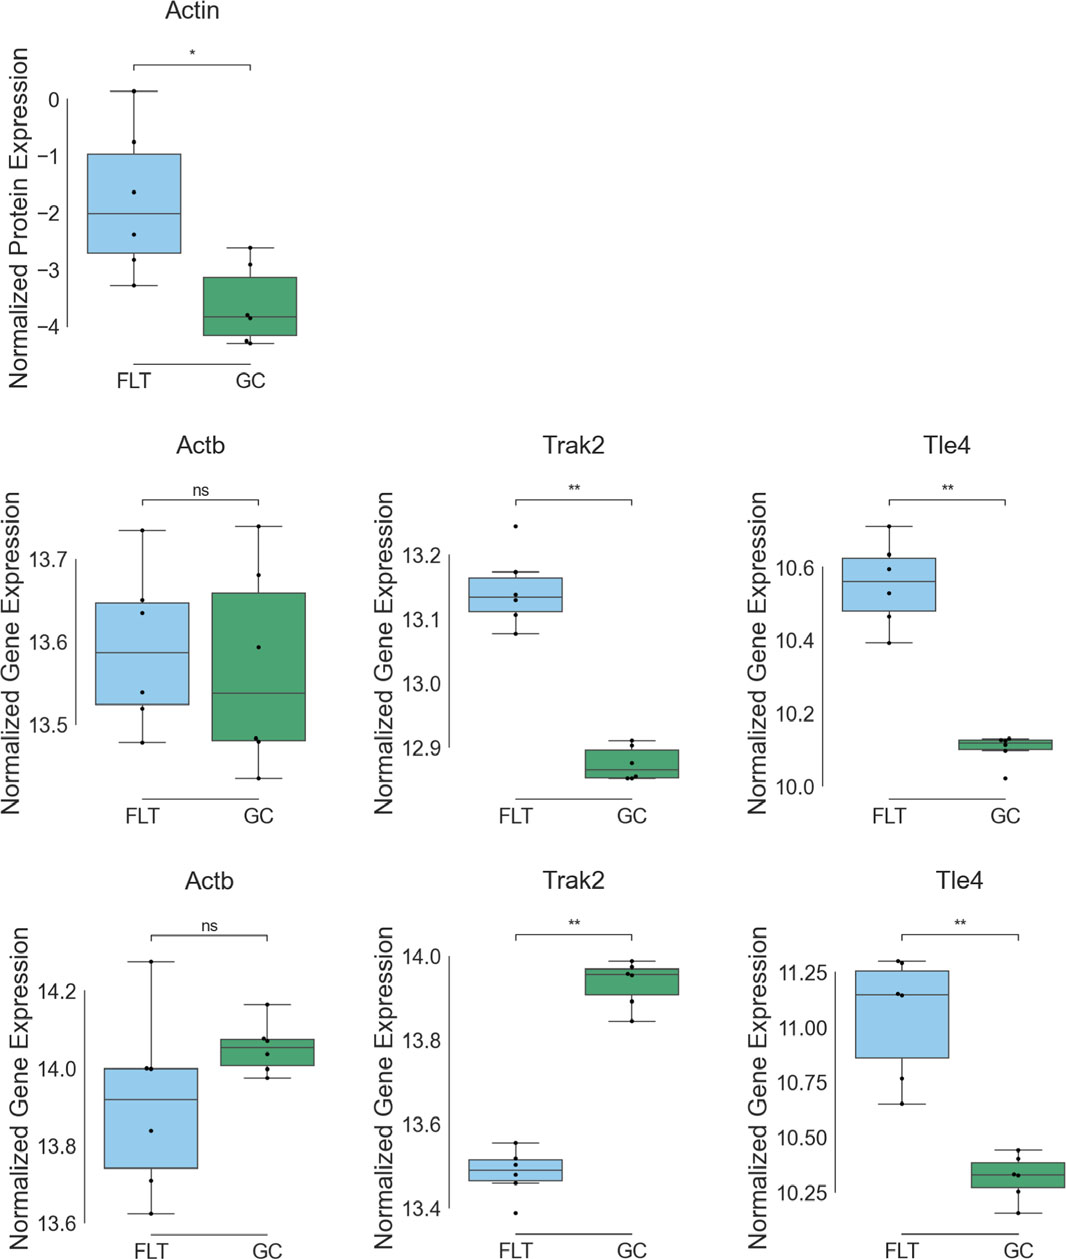 Actin
*
Normalized Protein Expression
0
−1
−2
−3
−4
FLT GC
Actb
ns
Normalized Gene Expression
13.7
13.6
13.5
FLT GC
Trak2
**
Normalized Gene Expression
13.2
13.1
13.0
12.9
FLT GC
Tle4
**
Normalized Gene Expression
10.6
10.4
10.2
10.0
FLT GC
Actb
ns
Normalized Gene Expression
14.2
14.0
13.8
13.6
FLT GC
Trak2
**
Normalized Gene Expression
14.0
13.8
13.6
13.4
FLT GC
Tle4
**
Normalized Gene Expression
11.25
11.00
10.75
10.50
10.25
FLT GC